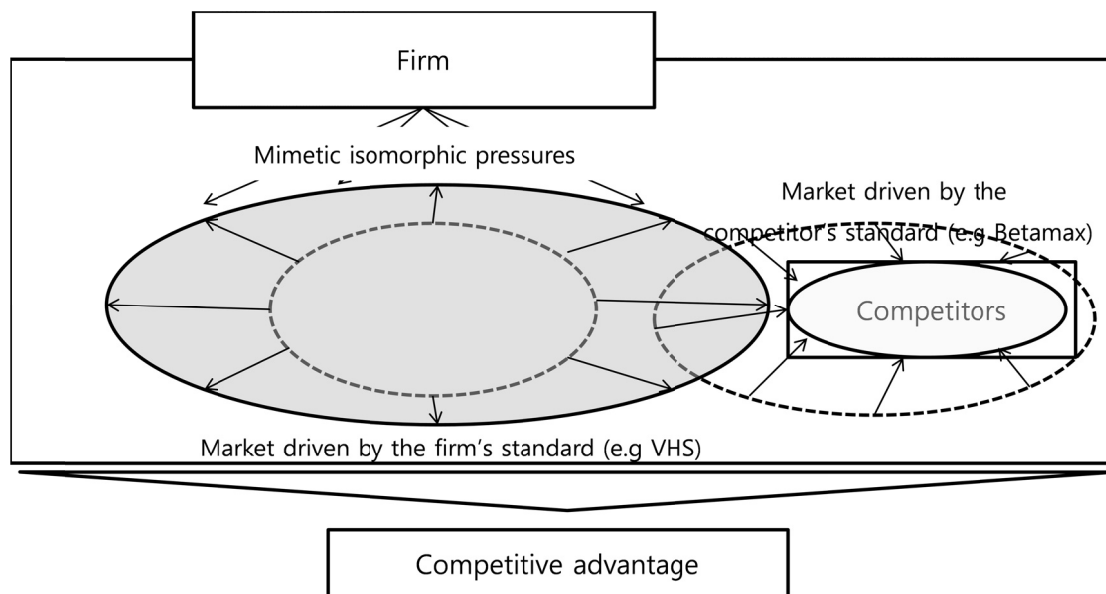 Firm
Mimetic isomorphic pressures
Market driven by the
competitor's standard (e.g Betamax)
Competitors
Market driven by the firm's standard (e.g VHS)
Competitive advantage